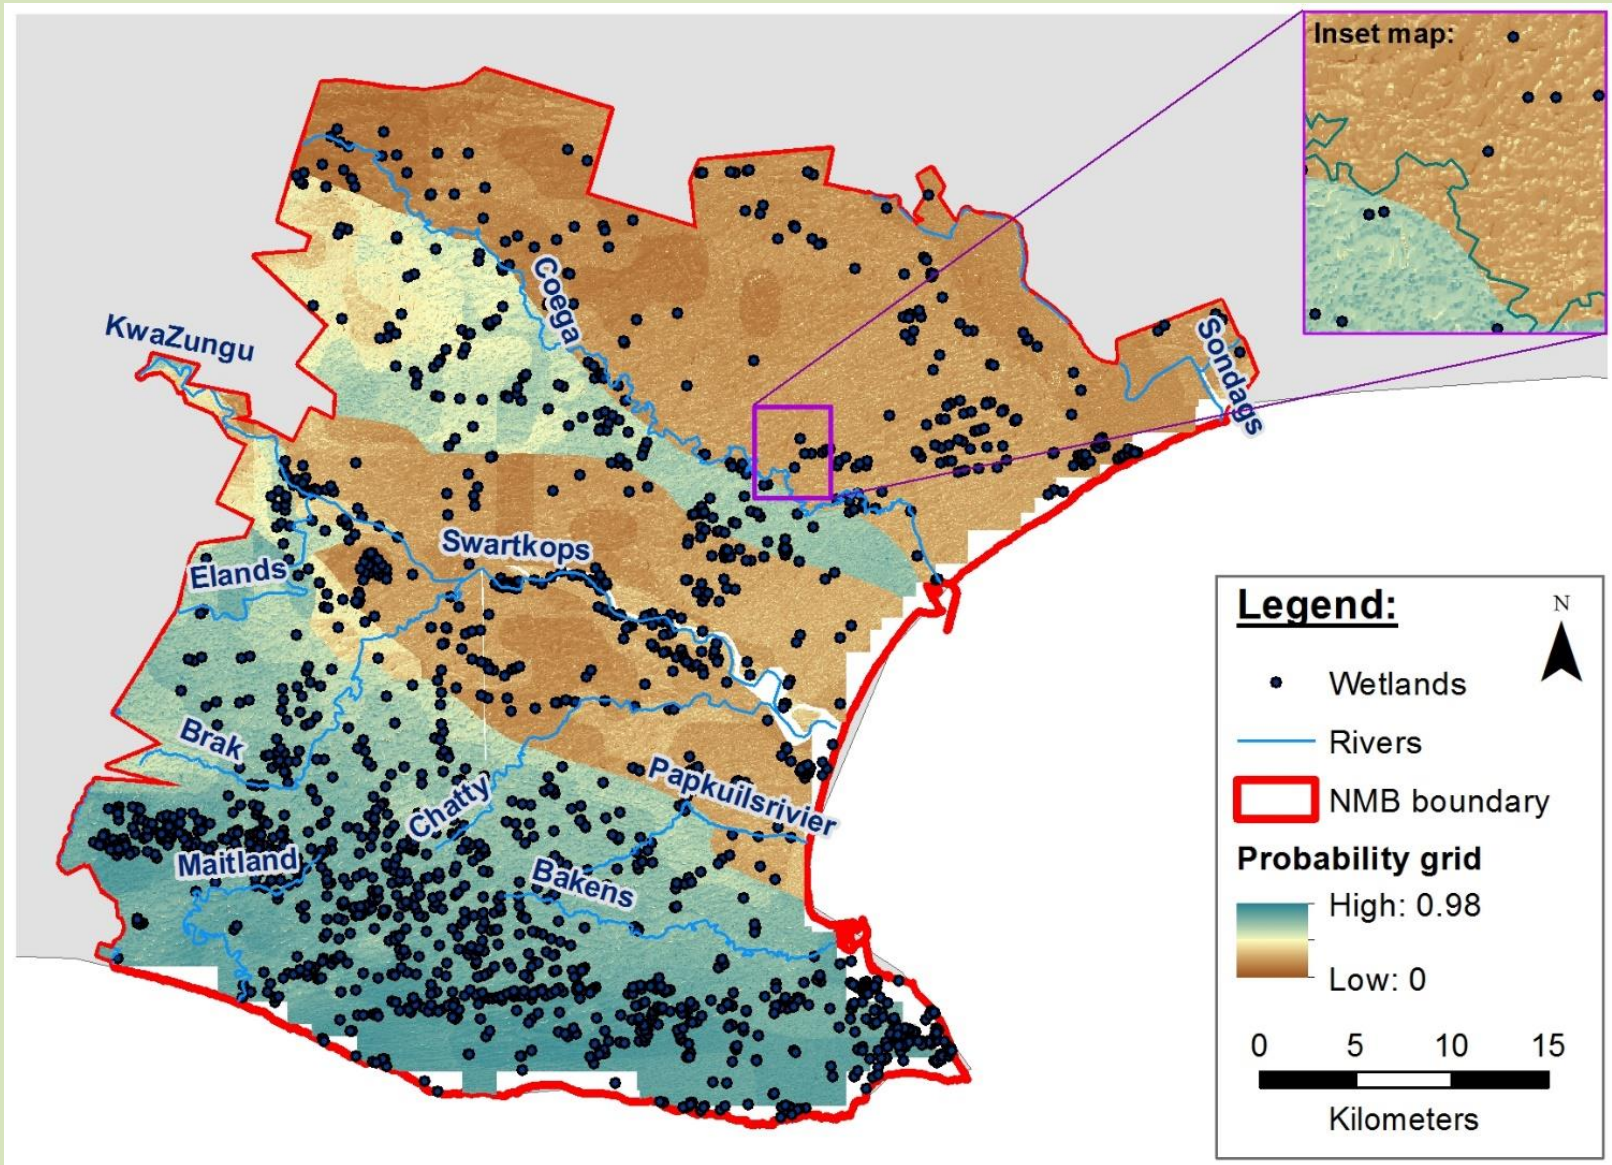 Inset map:
Coega
KwaZungu
Sondags
Swartkops
Elands
Brak
Chatty
Papkuilsrivier
Maitland
Bakens
Legend:
N
Wetlands
Rivers
NMB boundary
Probability grid
High: 0.98
Low: 0
0 5 10 15
Kilometers